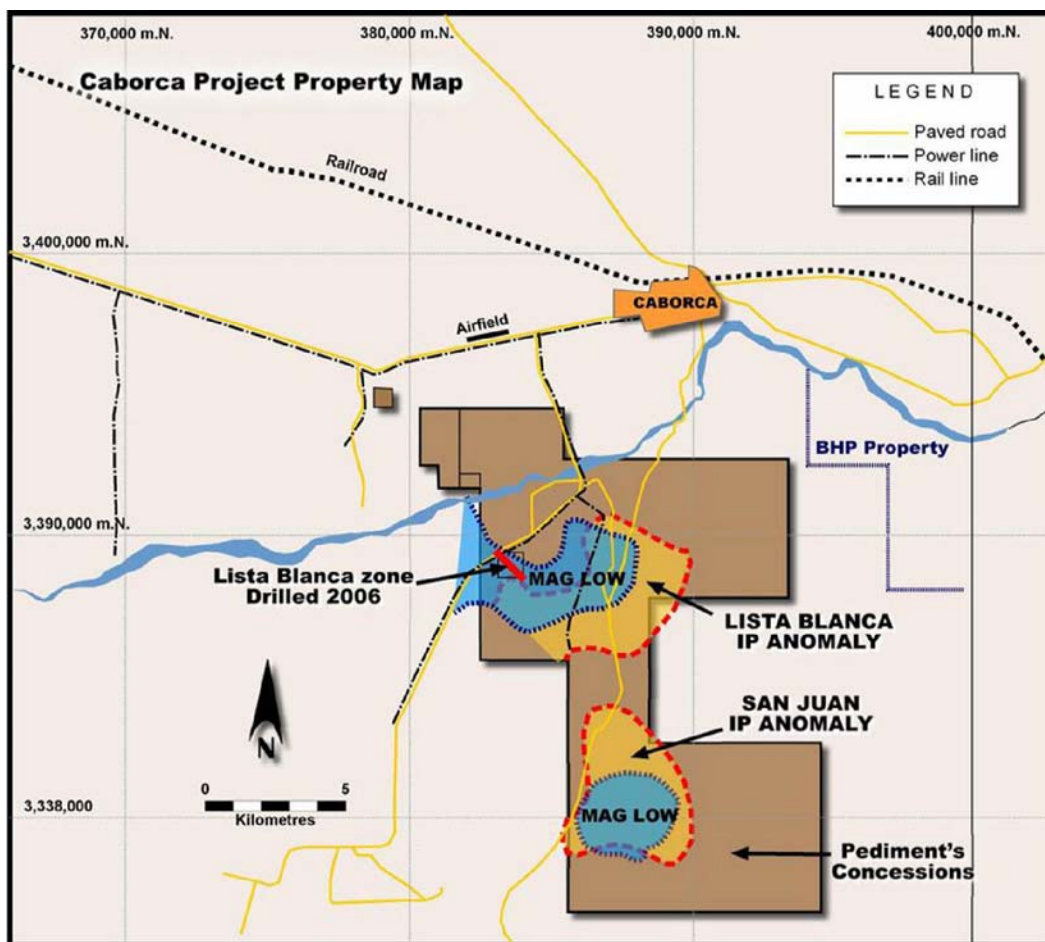 370,000 m.N.
380,000 m.N.
390,000 m.N.
400,000 m.N.
Caborca Project Property Map
LEGEND
Paved road
Power line
Rail line
Railroad
3,400,000 m.N.
CABORCA
Airfield
BHP Property
3,390,000 m.N.
Lista Blanca zone
Drilled 2006
MAG LOW
LISTA BLANCA
IP ANOMALY
SAN JUAN
IP ANOMALY
N
0
5
Kilometres
3,338,000
MAG LOW
Pediment's
Concessions